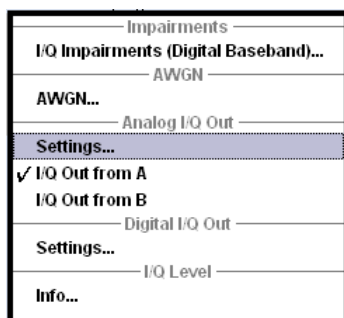 Impairments
I/Q Impairments (Digital Baseband)...
AWGN
AWGN...
Analog I/Q Out
Settings...
✓ I/Q Out from A
I/Q Out from B
Digital I/Q Out
Settings...
I/Q Level
Info...